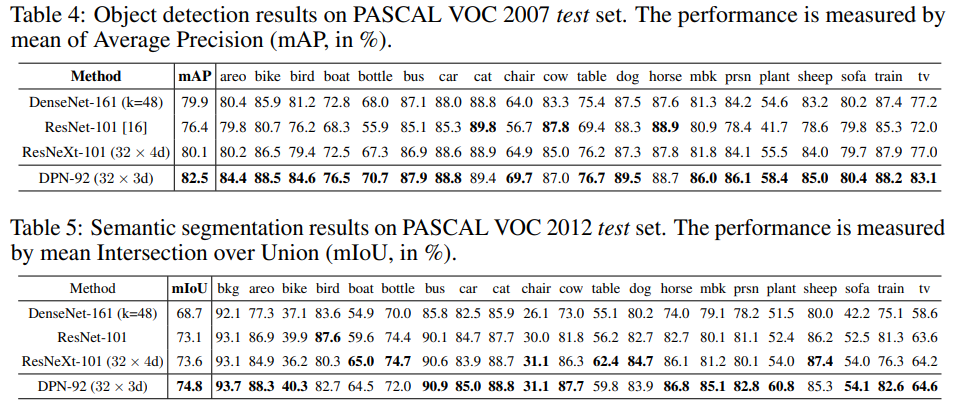 Table 4: Object detection results on PASCAL VOC 2007 test set. The performance is measured by
mean of Average Precision (mAP, in %).
Method mAP areo bike bird boat bottle bus car cat chair cow table dog horse mbk prsn plant sheep sofa train tv
DenseNet-161 (k=48) 79.9 80.4 85.9 81.2 72.8 68.0 87.1 88.0 88.8 64.0 83.3 75.4 87.5 87.6 81.3 84.2 54.6 83.2 80.2 87.4 77.2
ResNet-101 [16] 76.4 79.8 80.7 76.2 68.3 55.9 85.1 85.3 89.8 56.7 87.8 69.4 88.3 88.9 80.9 78.4 41.7 78.6 79.8 85.3 72.0
ResNeXt-101 (32 × 4d) 80.1 80.2 86.5 79.4 72.5 67.3 86.9 88.6 88.9 64.9 85.0 76.2 87.3 87.8 81.8 84.1 55.5 84.0 79.7 87.9 77.0
DPN-92 (32 × 3d) 82.5 84.4 88.5 84.6 76.5 70.7 87.9 88.8 89.4 69.7 87.0 76.7 89.5 88.7 86.0 86.1 58.4 85.0 80.4 88.2 83.1
Table 5: Semantic segmentation results on PASCAL VOC 2012 test set. The performance is measured
by mean Intersection over Union (mIoU, in %).
Method mIoU bkg areo bike bird boat bottle bus car cat chair cow table dog horse mbk prsn plant sheep sofa train tv
DenseNet-161 (k=48) 68.7 92.1 77.3 37.1 83.6 54.9 70.0 85.8 82.5 85.9 26.1 73.0 55.1 80.2 74.0 79.1 78.2 51.5 80.0 42.2 75.1 58.6
ResNet-101 73.1 93.1 86.9 39.9 87.6 59.6 74.4 90.1 84.7 87.7 30.0 81.8 56.2 82.7 82.7 80.1 81.1 52.4 86.2 52.5 81.3 63.6
ResNeXt-101 (32 × 4d) 73.6 93.1 84.9 36.2 80.3 65.0 74.7 90.6 83.9 88.7 31.1 86.3 62.4 84.7 86.1 81.2 80.1 54.0 87.4 54.0 76.3 64.2
DPN-92 (32 × 3d) 74.8 93.7 88.3 40.3 82.7 64.5 72.0 90.9 85.0 88.8 31.1 87.7 59.8 83.9 86.8 85.1 82.8 60.8 85.3 54.1 82.6 64.6